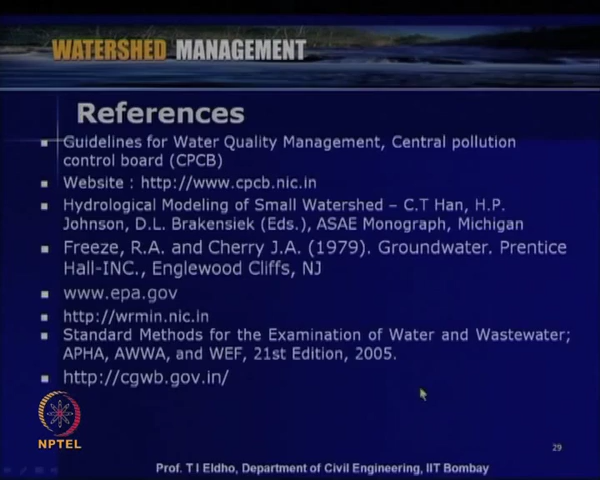 WATERSHED MANAGEMENT
References
Guidelines for Water Quality Management, Central pollution
control board (CPCB)
Website : http://www.cpcb.nic.in
Hydrological Modeling of Small Watershed – C.T Han, H.P.
Johnson, D.L. Brakensiek (Eds.), ASAE Monograph, Michigan
Freeze, R.A. and Cherry J.A. (1979). Groundwater. Prentice
Hall-INC., Englewood Cliffs, NJ
www.epa.gov
http://wrmin.nic.in
Standard Methods for the Examination of Water and Wastewater;
APHA, AWWA, and WEF, 21st Edition, 2005.
http://cgwb.gov.in/
NPTEL
29
Prof. T I Eldho, Department of Civil Engineering, IIT Bombay